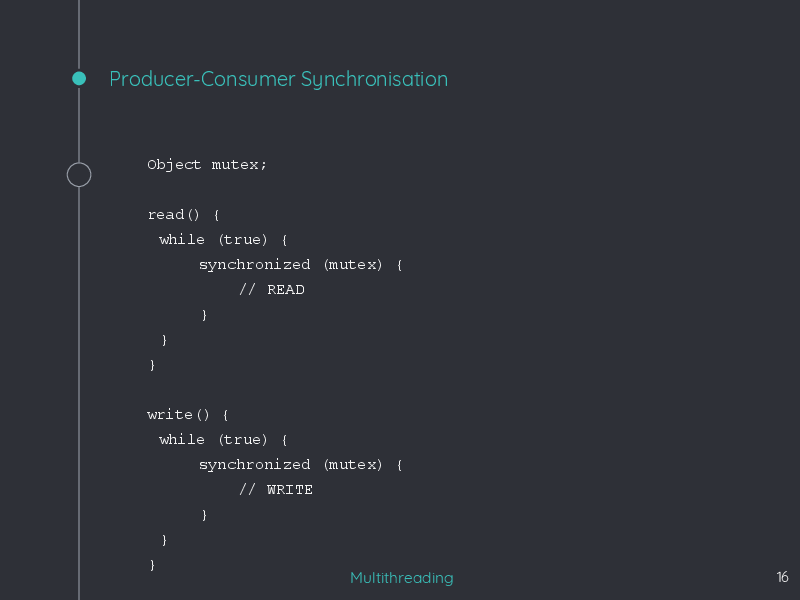 Producer-Consumer Synchronisation
Object mutex;
read() {
while (true) {
synchronized (mutex) {
// READ
}
}
}
write() {
while (true) {
synchronized (mutex) {
// WRITE
}
}
}
Multithreading
16